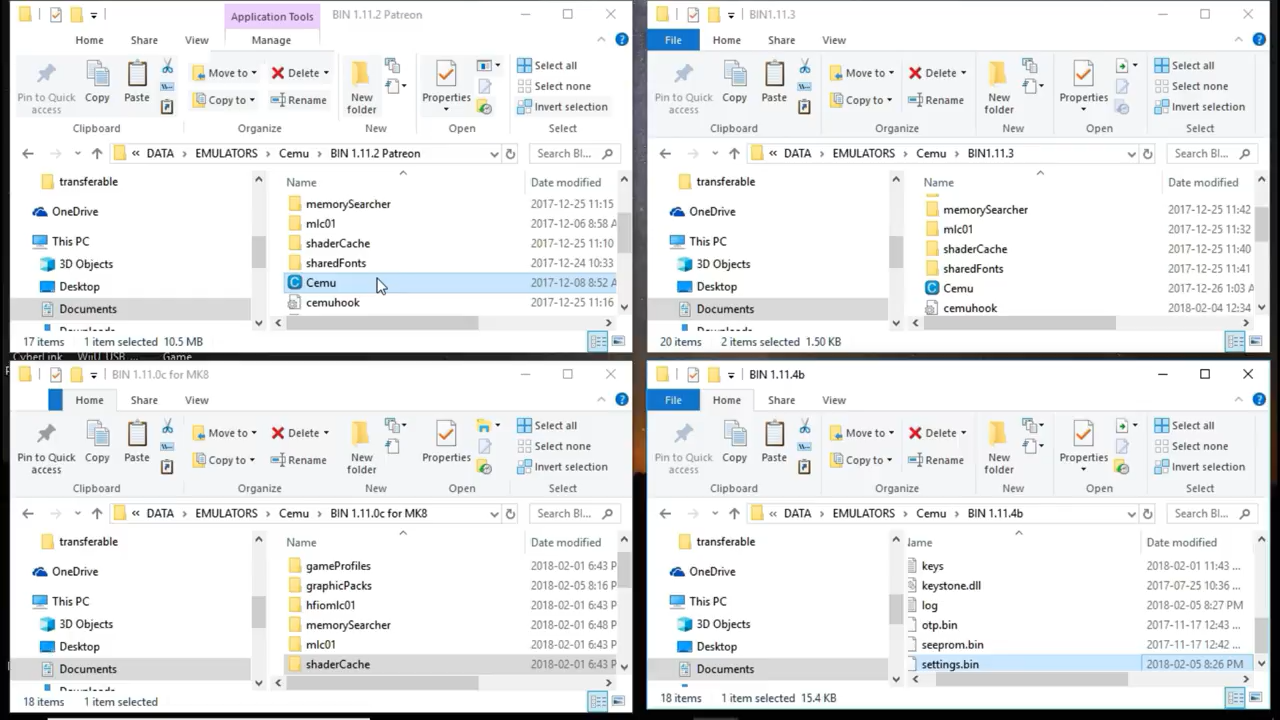 Application Tools BIN 1.11.2 Patreon
Home Share View Manage
Pin to Quick access Copy Paste Move to Copy to Delete Rename New folder Properties Select all Select none Invert selection
Clipboard Organize New Open Select
« DATA EMULATORS Cemu BIN 1.11.2 Patreon Search BI...
Name Date modified
transferable
OneDrive
This PC
3D Objects
Desktop
Documents
memorySearcher 2017-12-25 11:15
mlc01 2017-12-06 8:58 A
shaderCache 2017-12-25 11:10
sharedFonts 2017-12-24 10:33
Cemu 2017-12-08 8:52 A
cemuhook 2017-12-25 11:16
17 items 1 item selected 10.5 MB
BIN1.11.3
File Home Share View
Pin to Quick access Copy Paste Move to Copy to Delete Rename New folder Properties Select all Select none Invert selection
Clipboard Organize New Open Select
« DATA EMULATORS Cemu BIN1.11.3 Search BI...
Name Date modified
transferable
OneDrive
This PC
3D Objects
Desktop
Documents
memorySearcher 2017-12-25 11:42
mlc01 2017-12-25 11:32
shaderCache 2017-12-25 11:40
sharedFonts 2017-12-25 11:41
Cemu 2017-12-26 1:03 A
cemuhook 2018-02-04 12:34
20 items 2 items selected 1.50 KB
CyberLink WiiU USB ... Game
BIN 1.11.0c for MK8
Home Share View
Pin to Quick access Copy Paste Move to Copy to Delete Rename New folder Properties Select all Select none Invert selection
Clipboard Organize New Open Select
« DATA EMULATORS Cemu BIN 1.11.0c for MK8 Search BI...
Name Date modified
transferable
OneDrive
This PC
3D Objects
Desktop
Documents
gameProfiles 2018-02-01 6:43 P
graphicPacks 2018-02-05 8:16 P
hfiomlc01 2018-02-01 6:43 P
memorySearcher 2018-02-01 6:48 P
mlc01 2018-02-01 6:43 P
shaderCache 2018-02-01 6:43 P
18 items 1 item selected
BIN 1.11.4b
File Home Share View
Pin to Quick access Copy Paste Move to Copy to Delete Rename New folder Properties Select all Select none Invert selection
Clipboard Organize New Open Select
« DATA EMULATORS Cemu BIN 1.11.4b Search BI...
Name Date modified
transferable
OneDrive
This PC
3D Objects
Desktop
Documents
keys 2018-02-01 11:43 ...
keystone.dll 2017-07-25 10:36 ...
log 2018-02-05 8:27 PM
otp.bin 2017-11-17 12:43 ...
seeprom.bin 2017-11-17 12:42 ...
settings.bin 2018-02-05 8:26 PM
18 items 1 item selected 15.4 KB